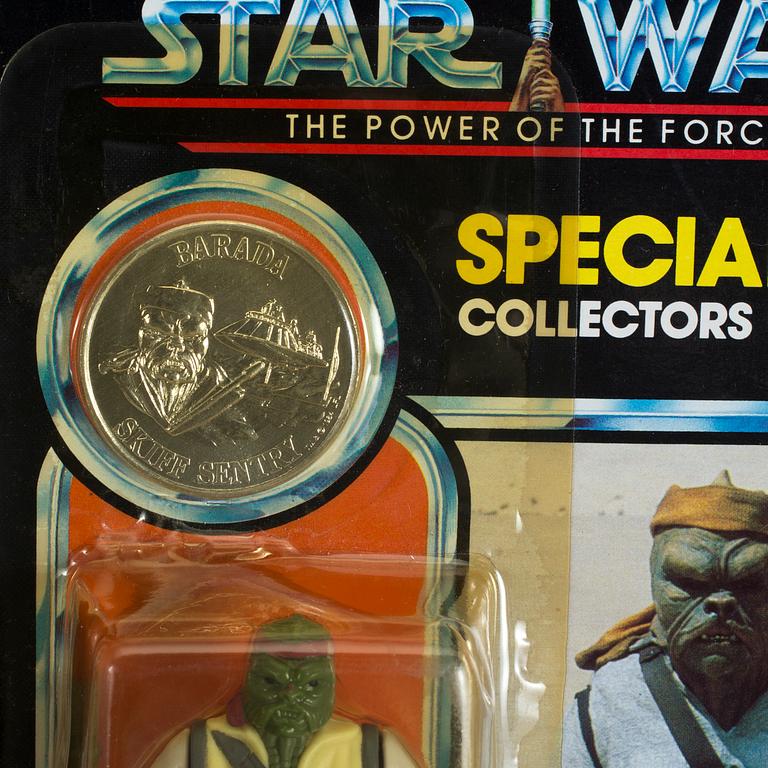 STAR WA
THE POWER OF THE FORC
SPECIA
COLLECTORS
BARADA
SKIFF SENTRY